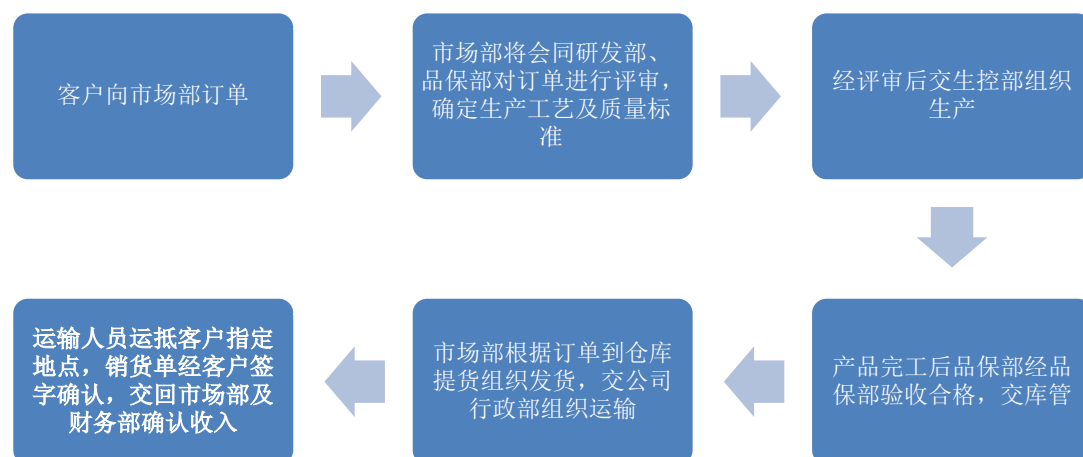 客户向市场部订单
市场部将会同研发部、
品保部对订单进行评审，
确定生产工艺及质量标
准
经评审后交生控部组织
生产
产品完工后品保部经品
保部验收合格，交库管
市场部根据订单到仓库
提货组织发货，交公司
行政部组织运输
运输人员运抵客户指定
地点，销货单经客户签
字确认，交回市场部及
财务部确认收入